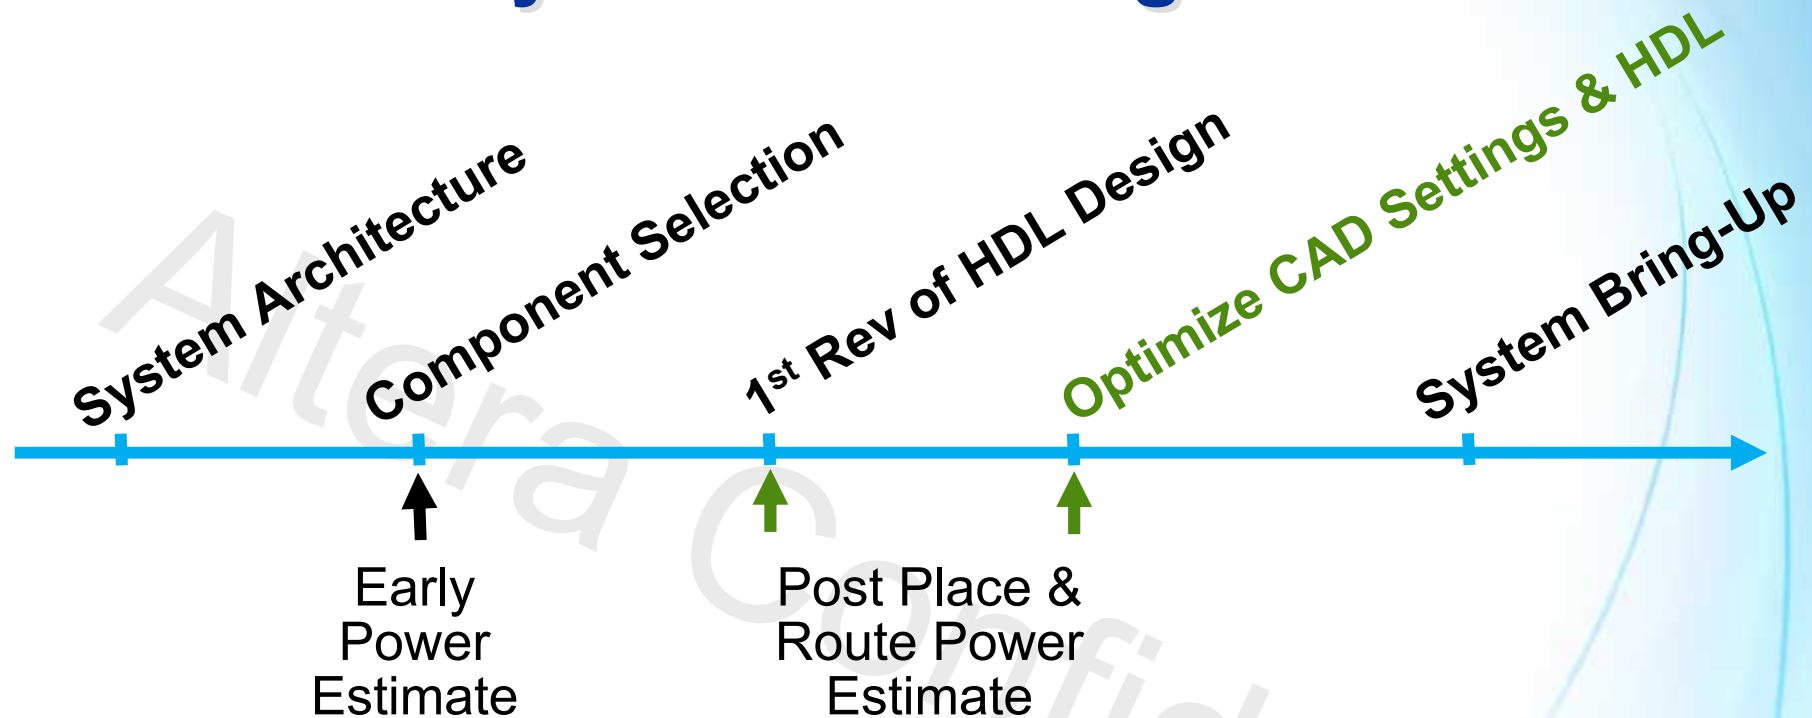 System Architecture
Component Selection
1st Rev of HDL Design
Optimize CAD Settings & HDL
System Bring-Up
Early
Power
Estimate
Post Place &
Route Power
Estimate
Altera